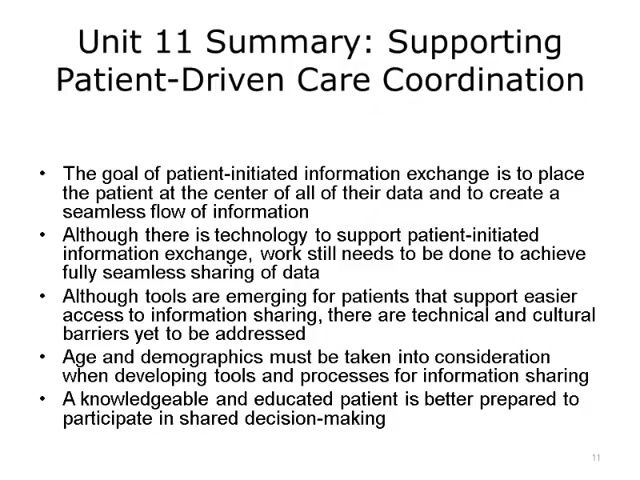 Unit 11 Summary: Supporting
Patient-Driven Care Coordination
• The goal of patient-initiated information exchange is to place
the patient at the center of all of their data and to create a
seamless flow of information
• Although there is technology to support patient-initiated
information exchange, work still needs to be done to achieve
fully seamless sharing of data
• Although tools are emerging for patients that support easier
access to information sharing, there are technical and cultural
barriers yet to be addressed
• Age and demographics must be taken into consideration
when developing tools and processes for information sharing
• A knowledgeable and educated patient is better prepared to
participate in shared decision-making
11